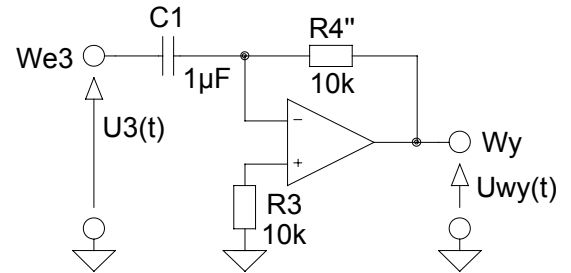 C1
R4"
We3
1µF
10k
U3(t)
−
+
Wy
R3
10k
Uwy(t)